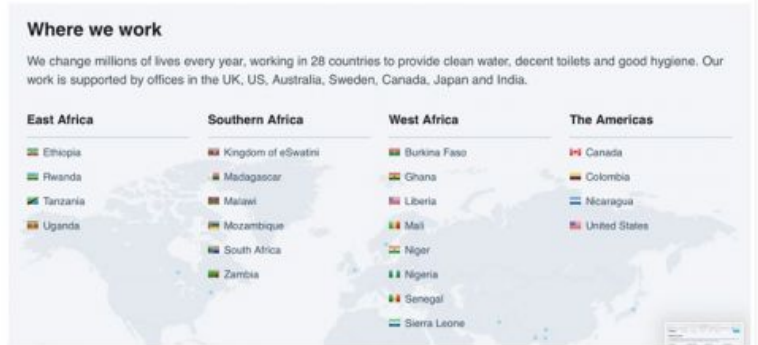 Where we work
We change millions of lives every year, working in 28 countries to provide clean water, decent toilets and good hygiene. Our
work is supported by offices in the UK, US, Australia, Sweden, Canada, Japan and India.
East Africa
Ethiopia
Rwanda
Tanzania
Uganda
Southern Africa
Kingdom of eSwatini
Madagascar
Malawi
Mozambique
South Africa
Zambia
West Africa
Burkina Faso
Ghana
Liberia
Mali
Niger
Nigeria
Senegal
Sierra Leone
The Americas
Canada
Colombia
Nicaragua
United States